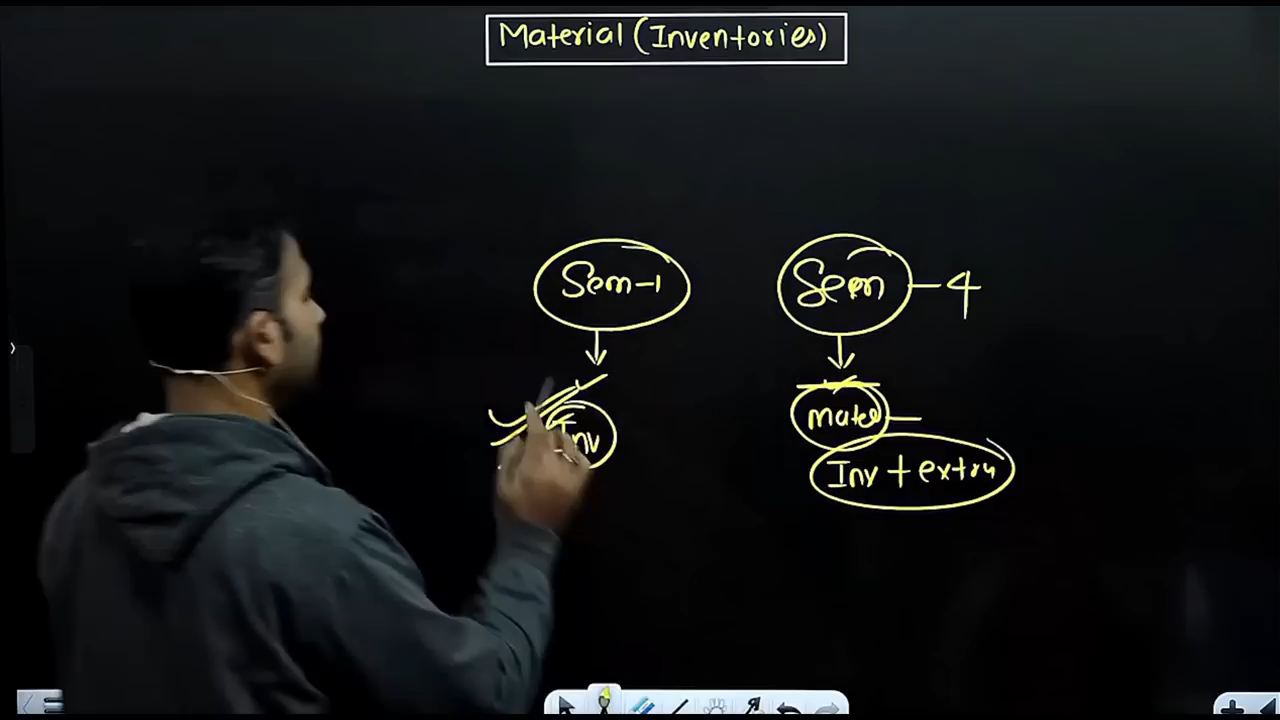 Material (Inventories)
Sem-1
Sem - 4
Inv
Mate
Inv + extra